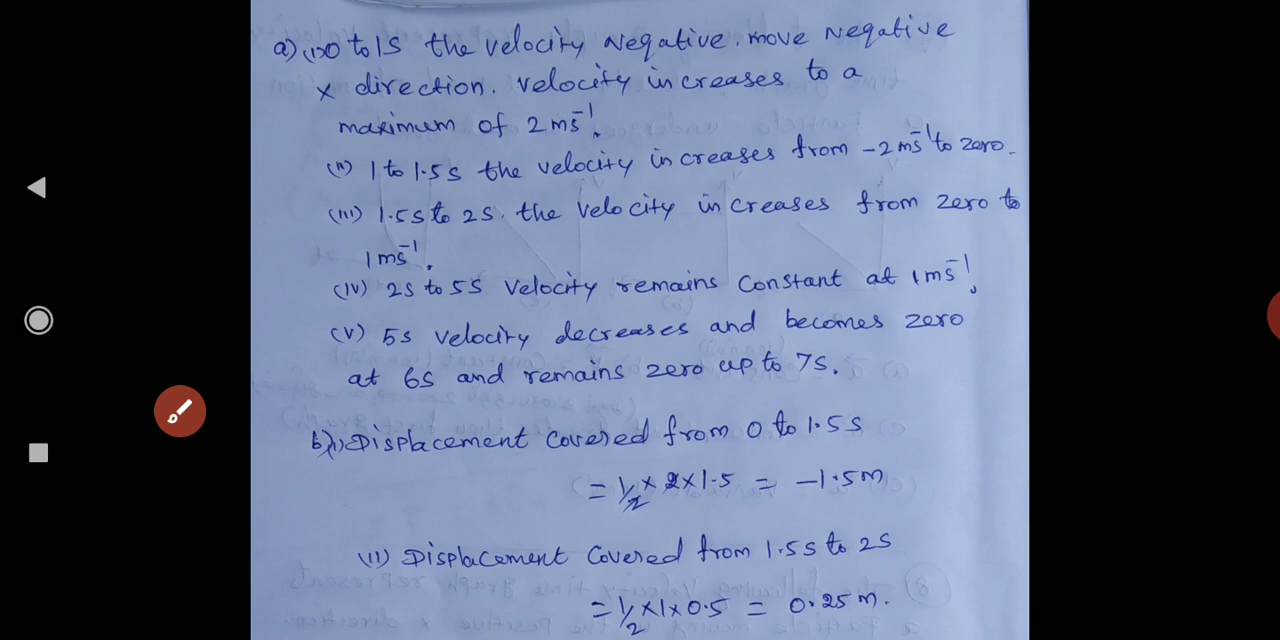 a) (i) 0 to 1s the velocity Negative. move negative
x direction. velocity increases to a
maximum of 2 ms⁻¹.
(ii) 1 to 1.5s the velocity increases from -2 ms⁻¹ to zero.
(iii) 1.5s to 2s. the velocity increases from zero to
1 ms⁻¹.
(iv) 2s to 5s velocity remains constant at 1 ms⁻¹,
(v) 5s velocity decreases and becomes zero
at 6s and remains zero up to 7s.
b) (i) Displacement covered from 0 to 1.5s
= 1/2 × 2 × 1.5 = -1.5m
(ii) Displacement covered from 1.5s to 2s
= 1/2 × 1 × 0.5 = 0.25m.